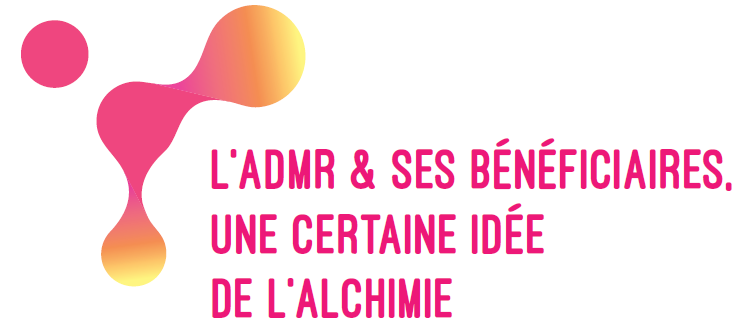 L'ADMR & SES BÉNÉFICIAIRES,
UNE CERTAINE IDÉE
DE L'ALCHIMIE